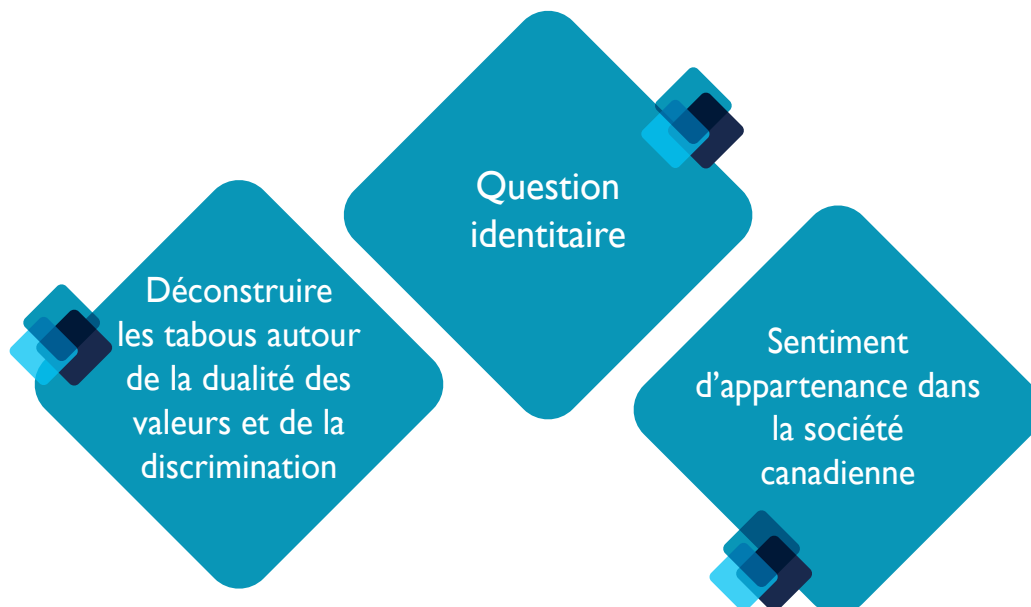 Déconstruire
les tabous autour
de la dualité des
valeurs et de la
discrimination
Question
identitaire
Sentiment
d’appartenance dans
la société
canadienne